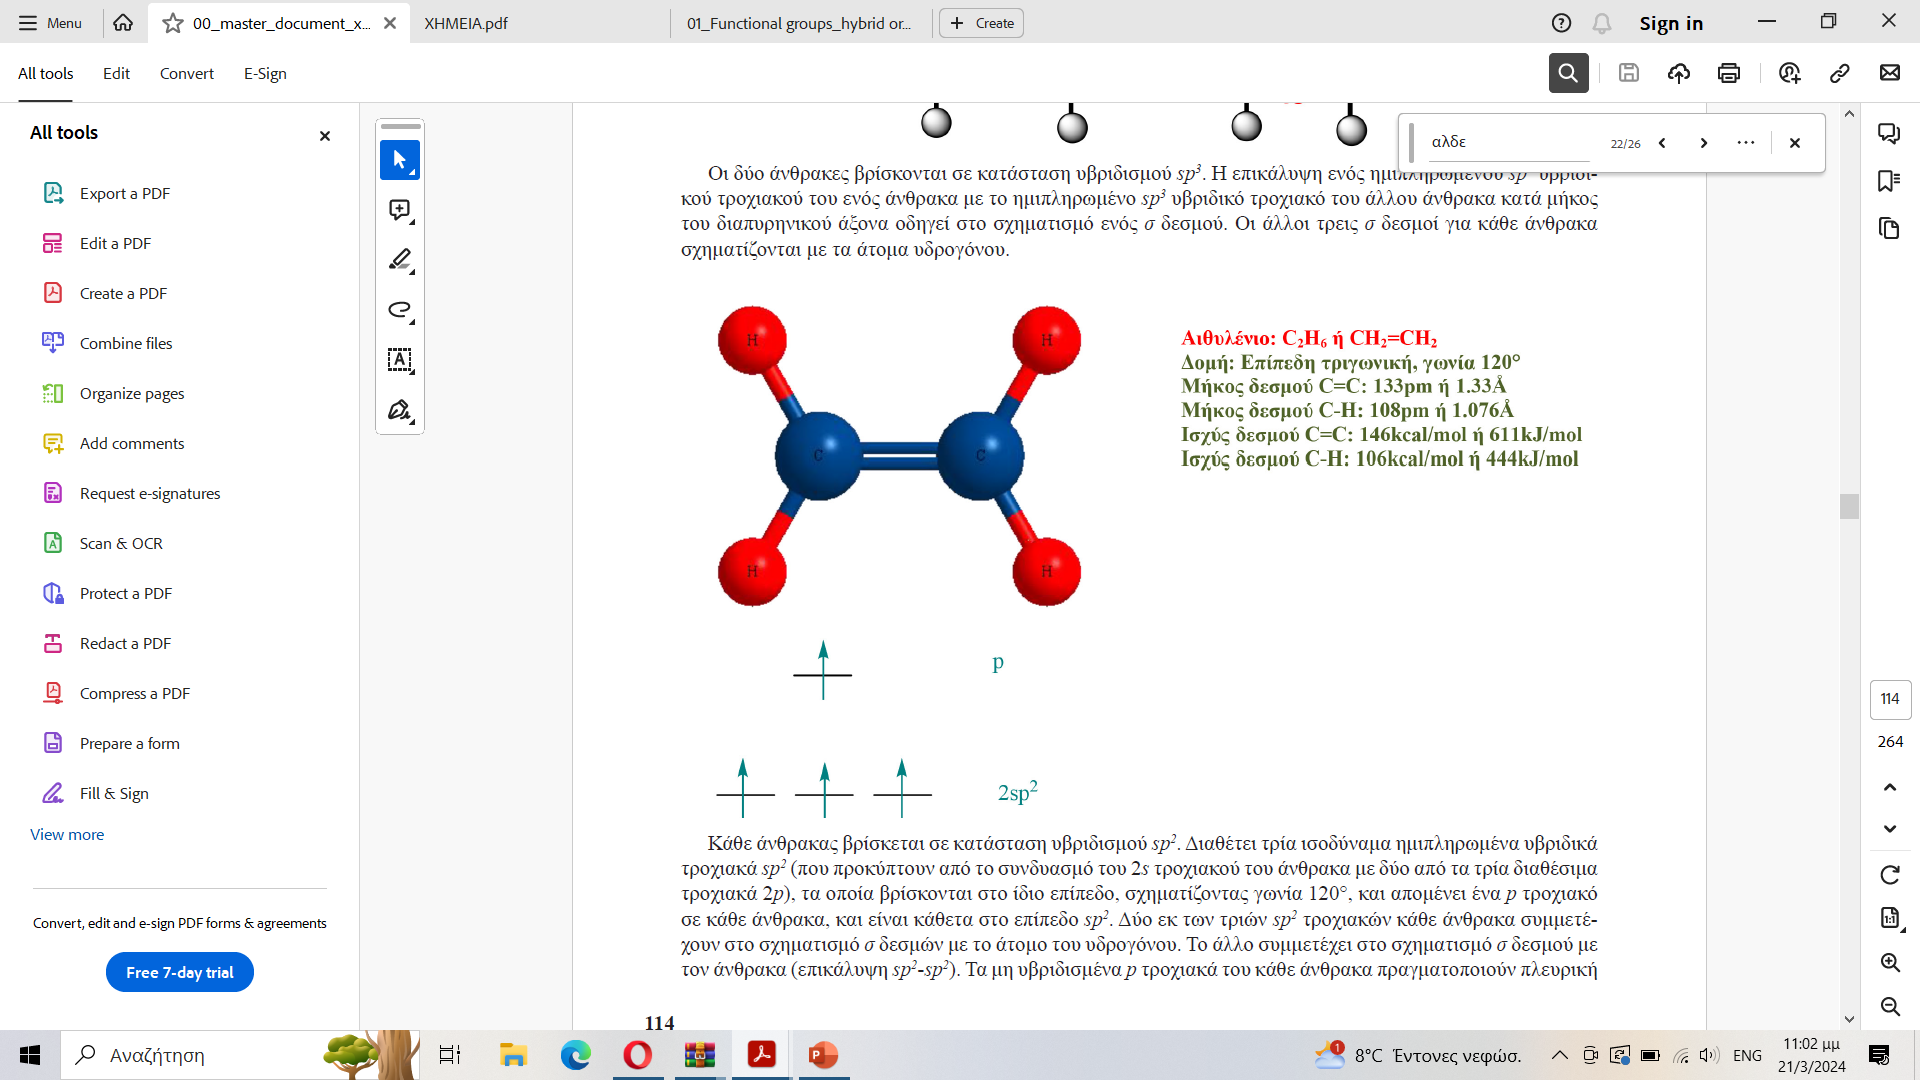 Menu
00_master_document_x...
XHMEIA.pdf
01_Functional groups_hybrid or...
Create
Sign in
All tools
Edit
Convert
E-Sign
All tools
Export a PDF
Edit a PDF
Create a PDF
Combine files
Organize pages
Add comments
Request e-signatures
Scan & OCR
Protect a PDF
Redact a PDF
Compress a PDF
Prepare a form
Fill & Sign
View more
Convert, edit and e-sign PDF forms & agreements
Free 7-day trial
αλδε
22/26
Οι δύο άνθρακες βρίσκονται σε κατάσταση υβριδισμού sp³. Η επικάλυψη ενός ημιπληρωμένου sp³ υβριδι-
κού τροχιακού του ενός άνθρακα με το ημιπληρωμένο sp³ υβριδικό τροχιακό του άλλου άνθρακα κατά μήκος
του διαπυρηνικού άξονα οδηγεί στο σχηματισμό ενός σ δεσμού. Οι άλλοι τρεις σ δεσμοί για κάθε άνθρακα
σχηματίζονται με τα άτομα υδρογόνου.
H
H
C
C
H
H
Αιθυλένιο: C₂H₆ ή CH₂=CH₂
Δομή: Επίπεδη τριγωνική, γωνία 120°
Μήκος δεσμού C=C: 133pm ή 1.33Å
Μήκος δεσμού C-H: 108pm ή 1.076Å
Ισχύς δεσμού C=C: 146kcal/mol ή 611kJ/mol
Ισχύς δεσμού C-H: 106kcal/mol ή 444kJ/mol
p
2sp²
Κάθε άνθρακας βρίσκεται σε κατάσταση υβριδισμού sp². Διαθέτει τρία ισοδύναμα ημιπληρωμένα υβριδικά
τροχιακά sp² (που προκύπτουν από το συνδυασμό του 2s τροχιακού του άνθρακα με δύο από τα τρία διαθέσιμα
τροχιακά 2p), τα οποία βρίσκονται στο ίδιο επίπεδο, σχηματίζοντας γωνία 120°, και απομένει ένα p τροχιακό
σε κάθε άνθρακα, και είναι κάθετα στο επίπεδο sp². Δύο εκ των τριών sp² τροχιακών κάθε άνθρακα συμμετέ-
χουν στο σχηματισμό σ δεσμών με το άτομο του υδρογόνου. Το άλλο συμμετέχει στο σχηματισμό σ δεσμού με
τον άνθρακα (επικάλυψη sp²-sp²). Τα μη υβριδισμένα p τροχιακά του κάθε άνθρακα πραγματοποιούν πλευρική
114
114
264
Αναζήτηση
8°C Έντονες νεφώσ.
ENG
11:02 μμ
21/3/2024